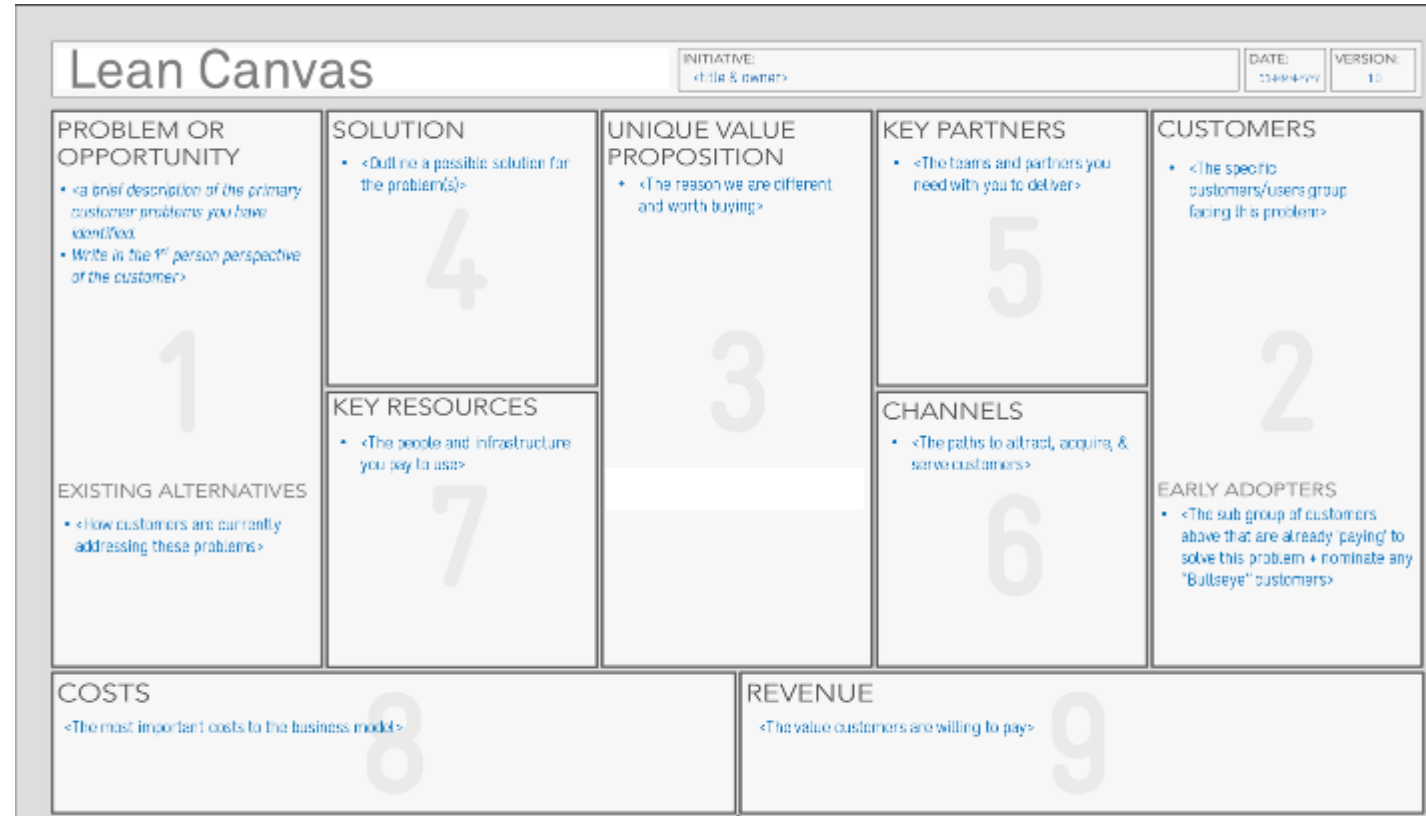 Lean Canvas
INITIATIVE:
<title & owner>
DATE:
VERSION:
1.0
PROBLEM OR
OPPORTUNITY
• <a brief description of the primary
customer problems you have
identified.
• Write in the 1st person perspective
of the customer>
1
EXISTING ALTERNATIVES
• <How customers are currently
addressing these problems>
SOLUTION
• <Outline a possible solution for
the problem(s)>
4
KEY RESOURCES
• <The people and infrastructure
you pay to use>
7
UNIQUE VALUE
PROPOSITION
• <The reason we are different
and worth buying>
3
KEY PARTNERS
• <The teams and partners you
need with you to deliver>
5
CHANNELS
• <The paths to attract, acquire, &
serve customers>
6
CUSTOMERS
• <The specific
customers/users group
facing this problem>
2
EARLY ADOPTERS
• <The sub group of customers
above that are already 'paying' to
solve this problem + nominate any
"Bullseye" customers>
COSTS
<The most important costs to the business model>
8
REVENUE
<The value customers are willing to pay>
9